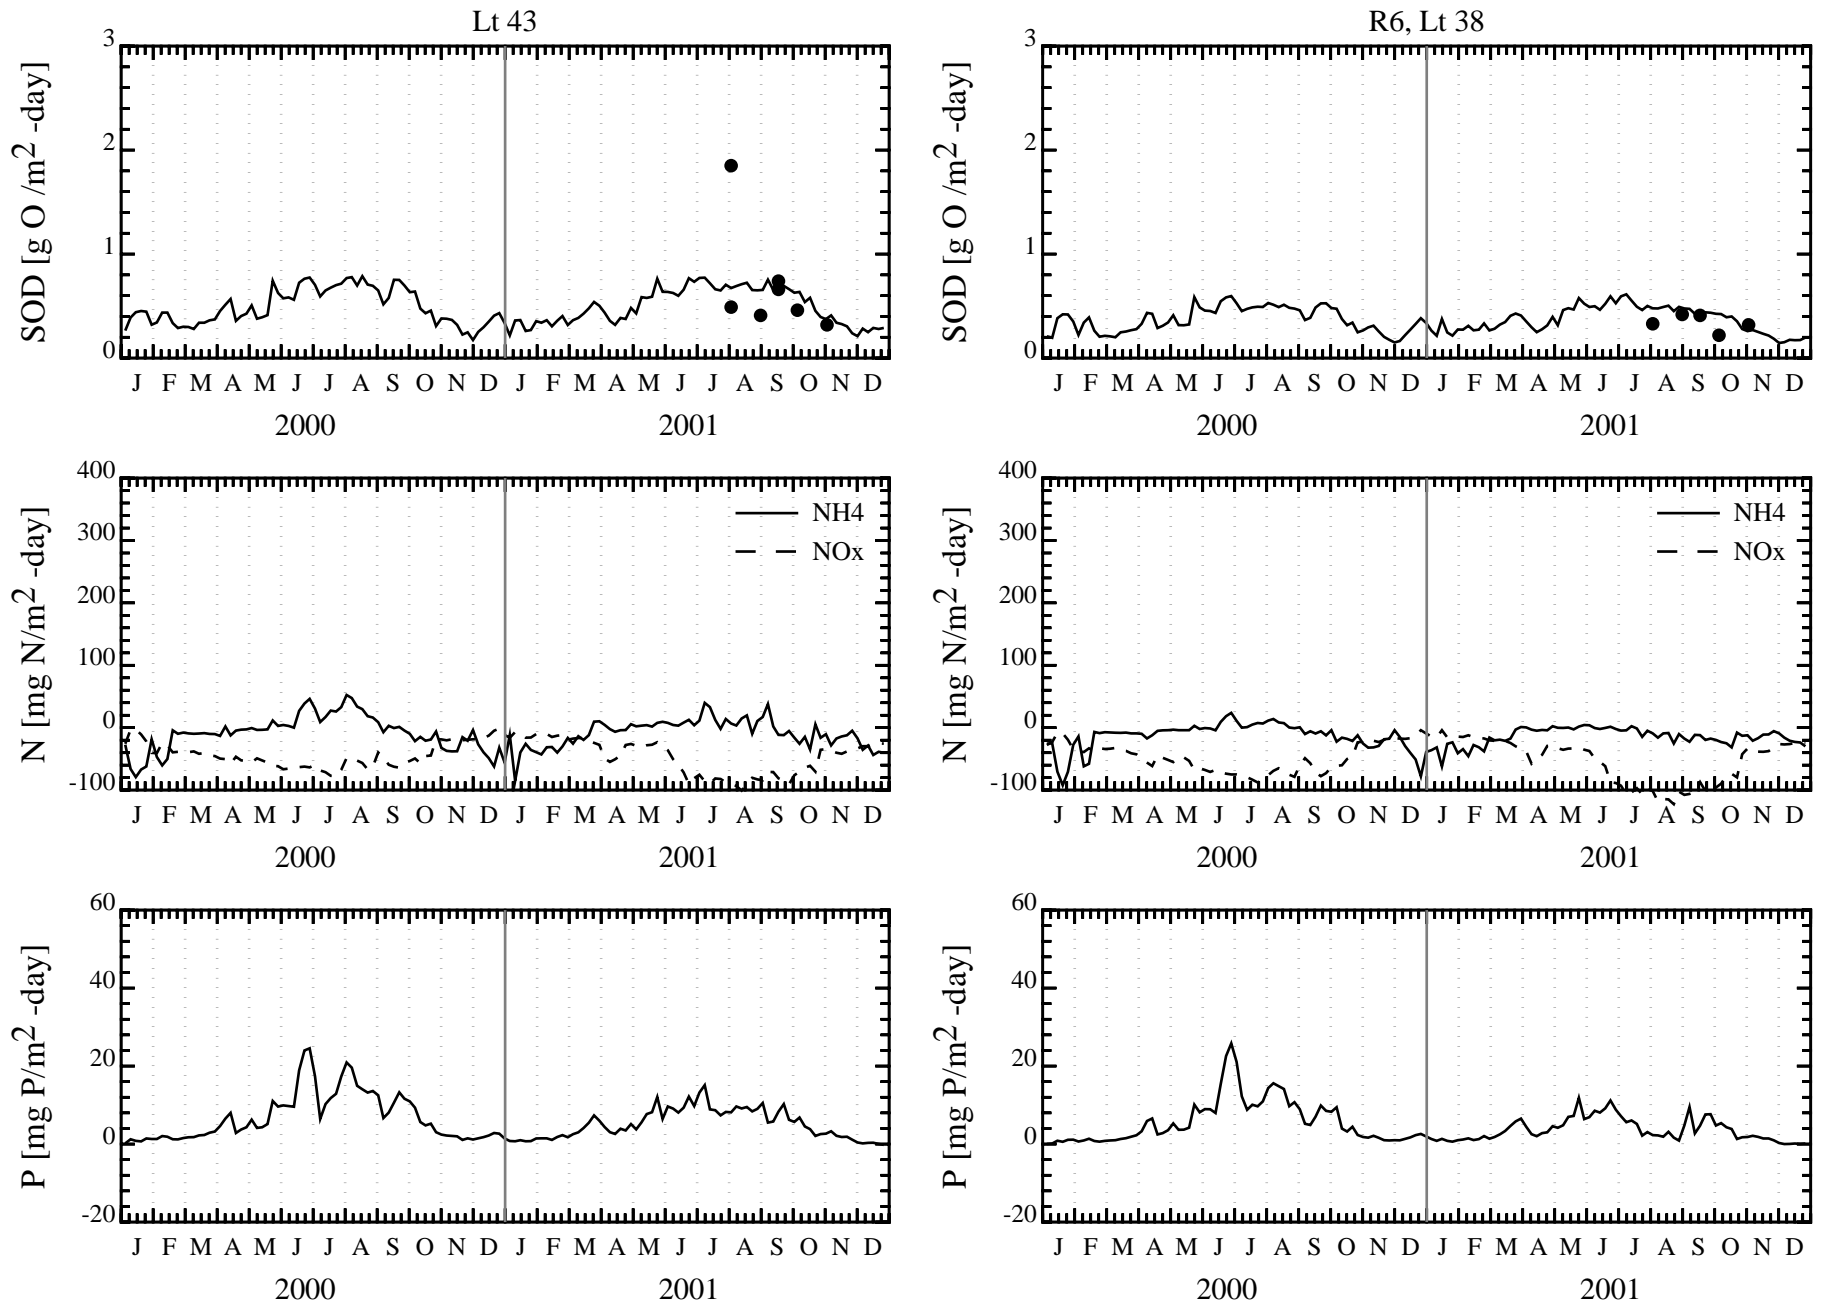 Lt 43
R6, Lt 38
3
2
1
0
SOD [g O /m2 -day]
J F M A M J J A S O N D J F M A M J J A S O N D
2000 2001
3
2
1
0
SOD [g O /m2 -day]
J F M A M J J A S O N D J F M A M J J A S O N D
2000 2001
400
300
200
100
0
-100
N [mg N/m2 -day]
NH4
NOx
J F M A M J J A S O N D J F M A M J J A S O N D
2000 2001
400
300
200
100
0
-100
N [mg N/m2 -day]
NH4
NOx
J F M A M J J A S O N D J F M A M J J A S O N D
2000 2001
60
40
20
0
-20
P [mg P/m2 -day]
J F M A M J J A S O N D J F M A M J J A S O N D
2000 2001
60
40
20
0
-20
P [mg P/m2 -day]
J F M A M J J A S O N D J F M A M J J A S O N D
2000 2001